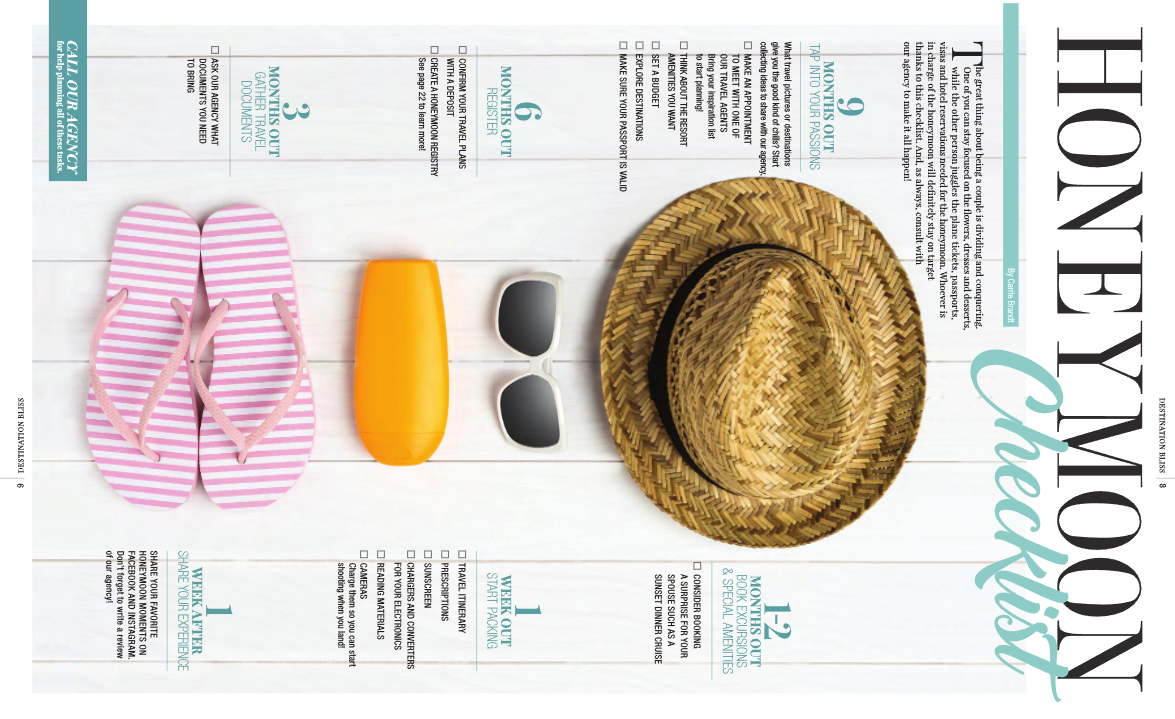 DESTINATION BLISS | 8
HONEYMOON
Checklist
By Carrie Brandt
The great thing about being a couple is dividing and conquering.
One of you can stay focused on the flowers, dresses and desserts,
while the other person juggles the plane tickets, passports,
visas and hotel reservations needed for the honeymoon. Whoever is
in charge of the honeymoon will definitely stay on target
thanks to this checklist. And, as always, consult with
our agency to make it all happen!
9
MONTHS OUT
TAP INTO YOUR PASSIONS
What travel pictures or destinations
give you the good kind of chills? Start
collecting ideas to share with our agency.
☐ MAKE AN APPOINTMENT
TO MEET WITH ONE OF
OUR TRAVEL AGENTS
Bring your inspiration list
to start planning!
☐ THINK ABOUT THE RESORT
AMENITIES YOU WANT
☐ SET A BUDGET
☐ EXPLORE DESTINATIONS
☐ MAKE SURE YOUR PASSPORT IS VALID
6
MONTHS OUT
REGISTER
☐ CONFIRM YOUR TRAVEL PLANS
WITH A DEPOSIT
☐ CREATE A HONEYMOON REGISTRY
See page 22 to learn more!
3
MONTHS OUT
GATHER TRAVEL
DOCUMENTS
☐ ASK OUR AGENCY WHAT
DOCUMENTS YOU NEED
TO BRING
CALL OUR AGENCY
for help planning all of these tasks.
1-2
MONTHS OUT
BOOK EXCURSIONS
& SPECIAL AMENITIES
☐ CONSIDER BOOKING
A SURPRISE FOR YOUR
SPOUSE SUCH AS A
SUNSET DINNER CRUISE
1
WEEK OUT
START PACKING
☐ TRAVEL ITINERARY
☐ PRESCRIPTIONS
☐ SUNSCREEN
☐ CHARGERS AND CONVERTERS
FOR YOUR ELECTRONICS
☐ READING MATERIALS
☐ CAMERAS
Charge them so you can start
shooting when you land!
1
WEEK AFTER
SHARE YOUR EXPERIENCE
SHARE YOUR FAVORITE
HONEYMOON MOMENTS ON
FACEBOOK AND INSTAGRAM.
Don't forget to write a review
of our agency!
DESTINATION BLISS | 9